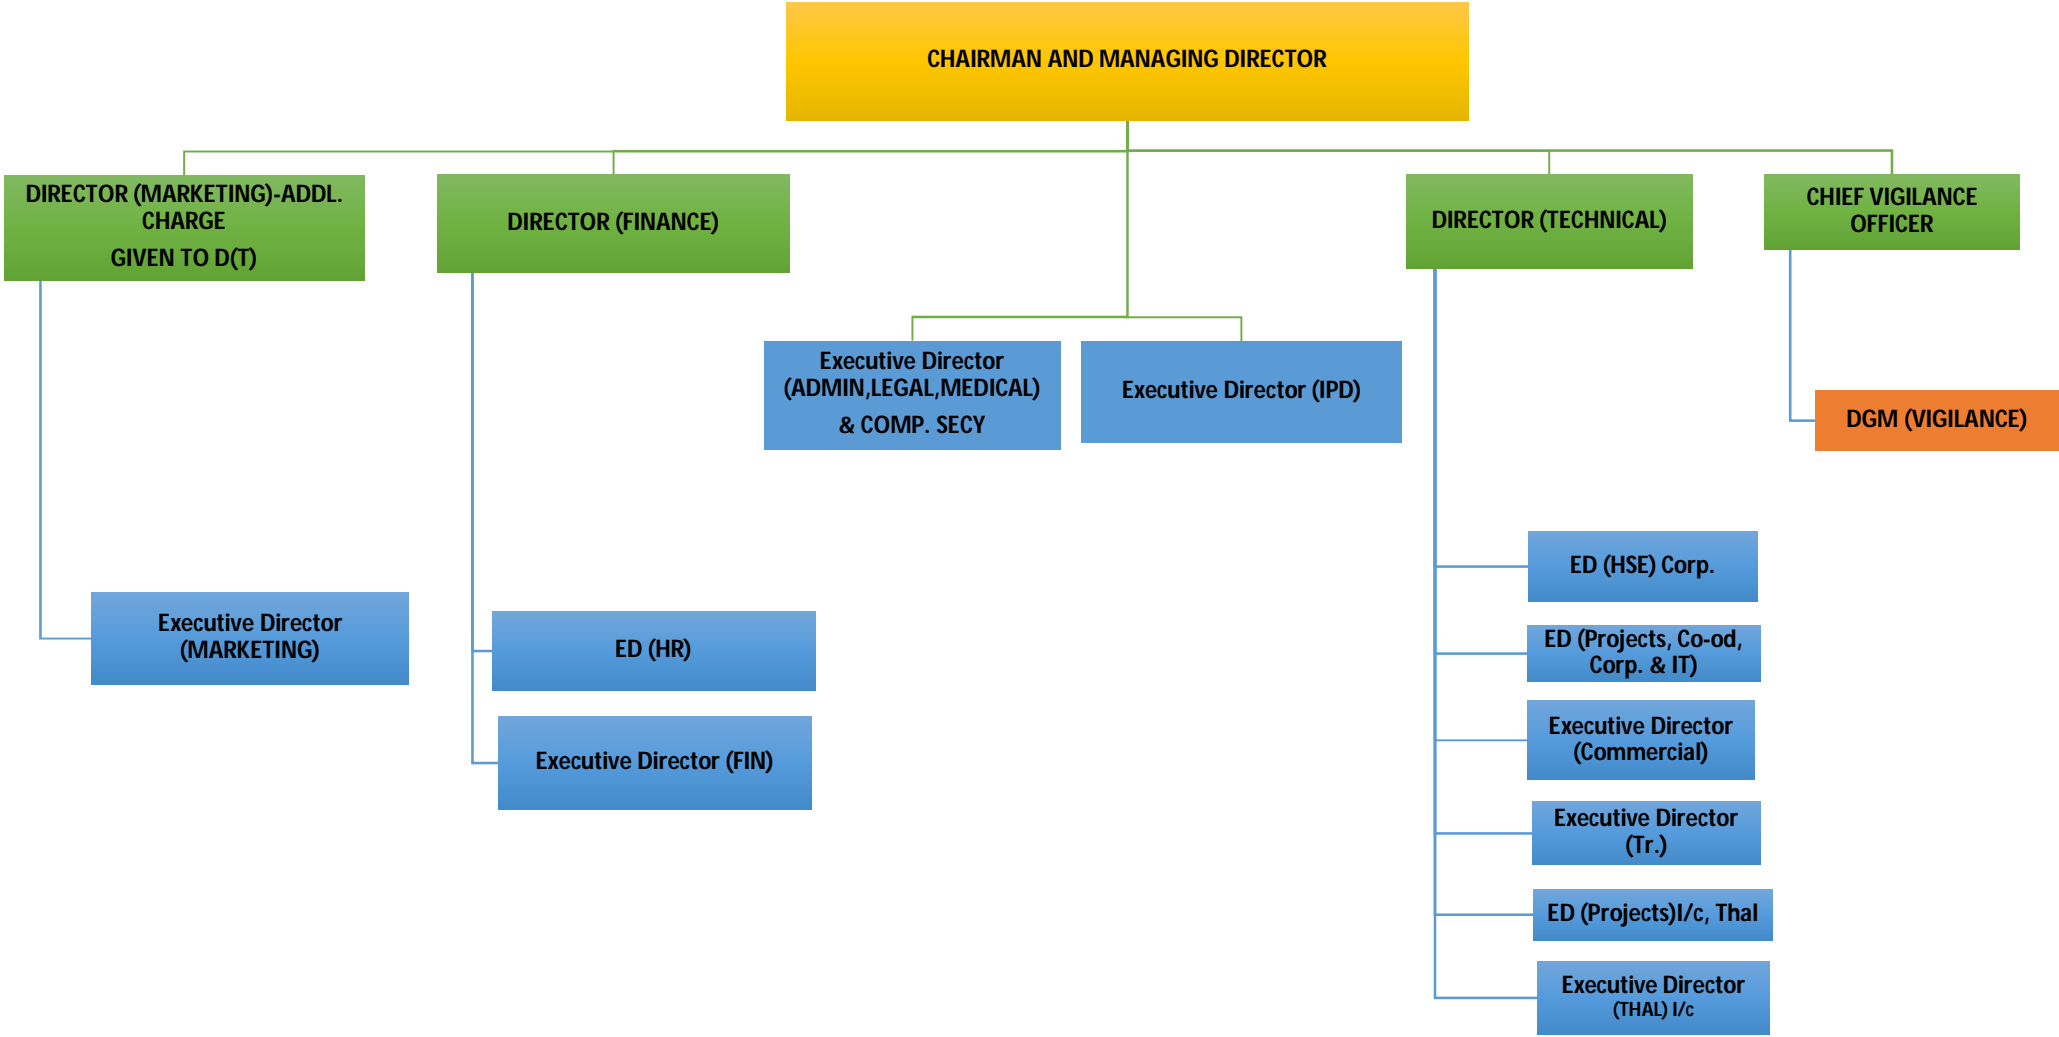 CHAIRMAN AND MANAGING DIRECTOR
DIRECTOR (MARKETING)-ADDL.
CHARGE
GIVEN TO D(T)
DIRECTOR (FINANCE)
DIRECTOR (TECHNICAL)
CHIEF VIGILANCE
OFFICER
Executive Director
(ADMIN,LEGAL,MEDICAL)
& COMP. SECY
Executive Director (IPD)
DGM (VIGILANCE)
Executive Director
(MARKETING)
ED (HR)
Executive Director (FIN)
ED (HSE) Corp.
ED (Projects, Co-od,
Corp. & IT)
Executive Director
(Commercial)
Executive Director
(Tr.)
ED (Projects)I/c, Thal
Executive Director
(THAL) I/c